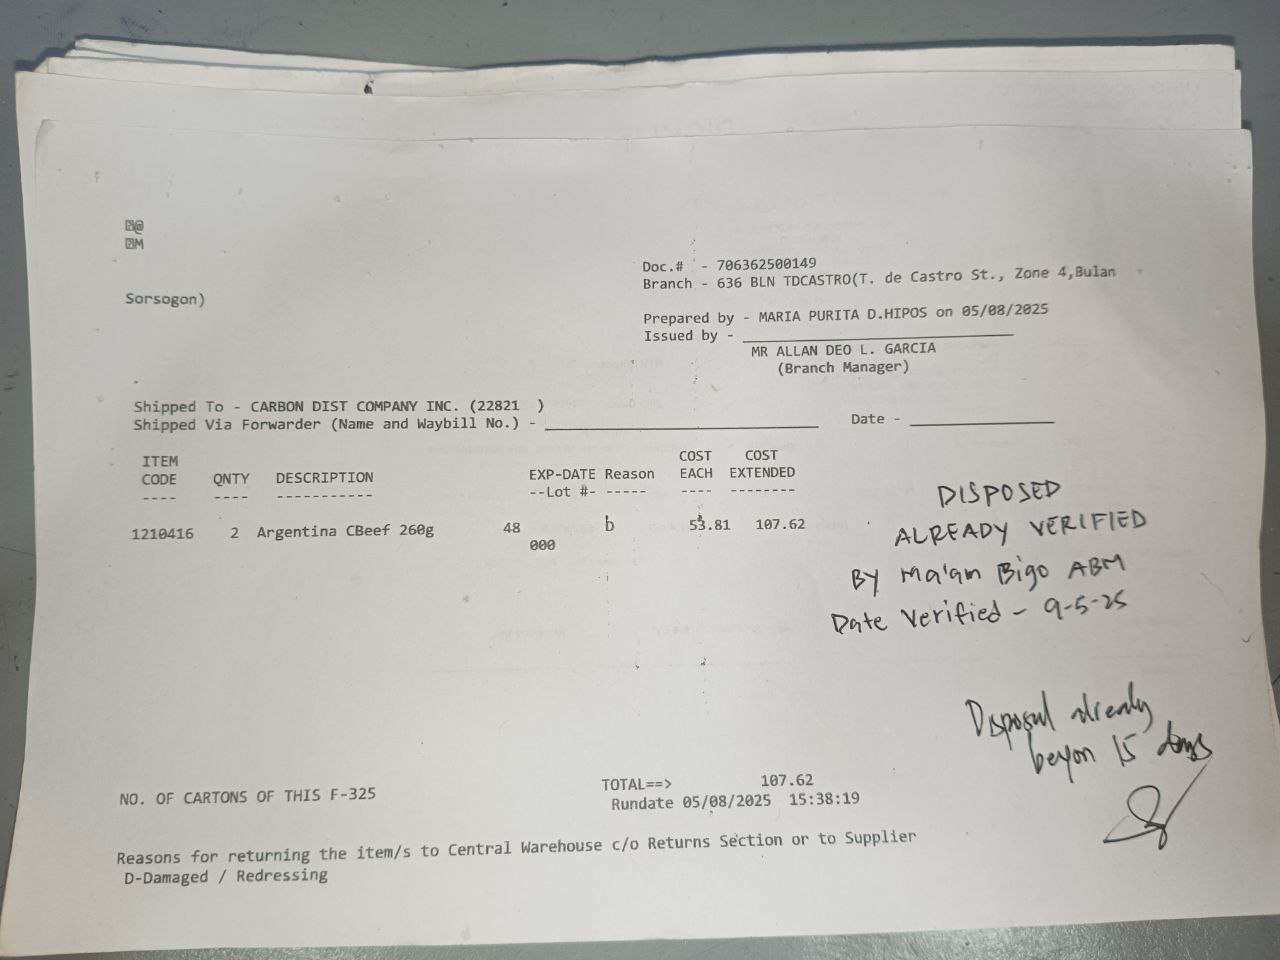 @
M
Doc.# - 706362500149
Branch - 636 BLN TDCASTRO(T. de Castro St., Zone 4,Bulan
Sorsogon)
Prepared by - MARIA PURITA D.HIPOS on 05/08/2025
Issued by - ____________________
MR ALLAN DEO L. GARCIA
(Branch Manager)
Shipped To - CARBON DIST COMPANY INC. (22821 )
Shipped Via Forwarder (Name and Waybill No.) - ____________________ Date - __________
ITEM COST COST
CODE QNTY DESCRIPTION EXP-DATE Reason EACH EXTENDED
---- ---- ----------- --Lot #- ----- ---- --------
1210416 2 Argentina CBeef 260g 48 b 53.81 107.62
000
DISPOSED
ALREADY VERIFIED
BY Ma'am Bigo ABM
Date Verified - 9-5-25
Disposal already
beyon 15 days
TOTAL==> 107.62
NO. OF CARTONS OF THIS F-325
Rundate 05/08/2025 15:38:19
Reasons for returning the item/s to Central Warehouse c/o Returns Section or to Supplier
D-Damaged / Redressing